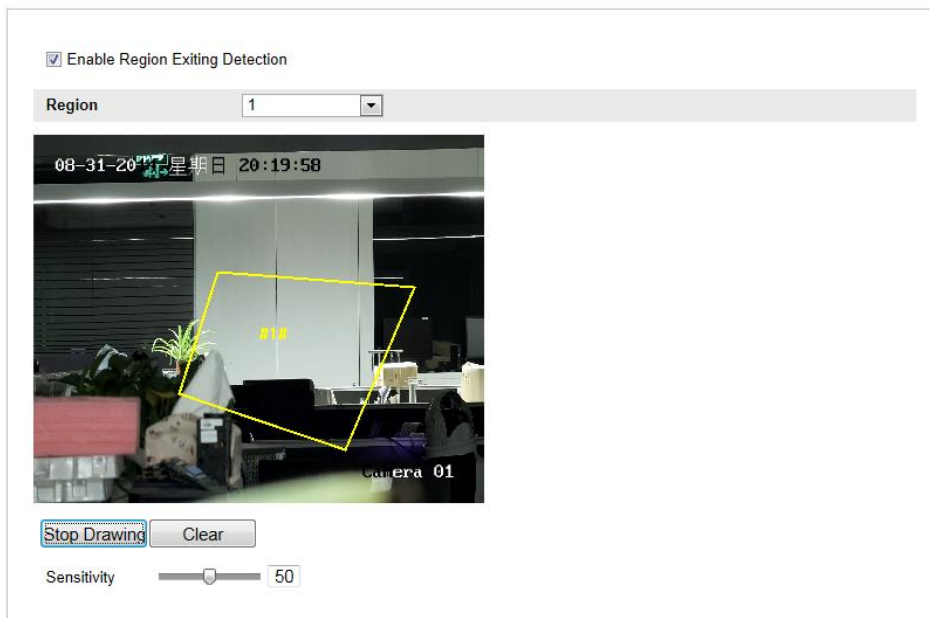 Enable Region Exiting Detection
Region 1
08-31-20 星期日 20:19:58
#1#
Camera 01
Stop Drawing Clear
Sensitivity 50